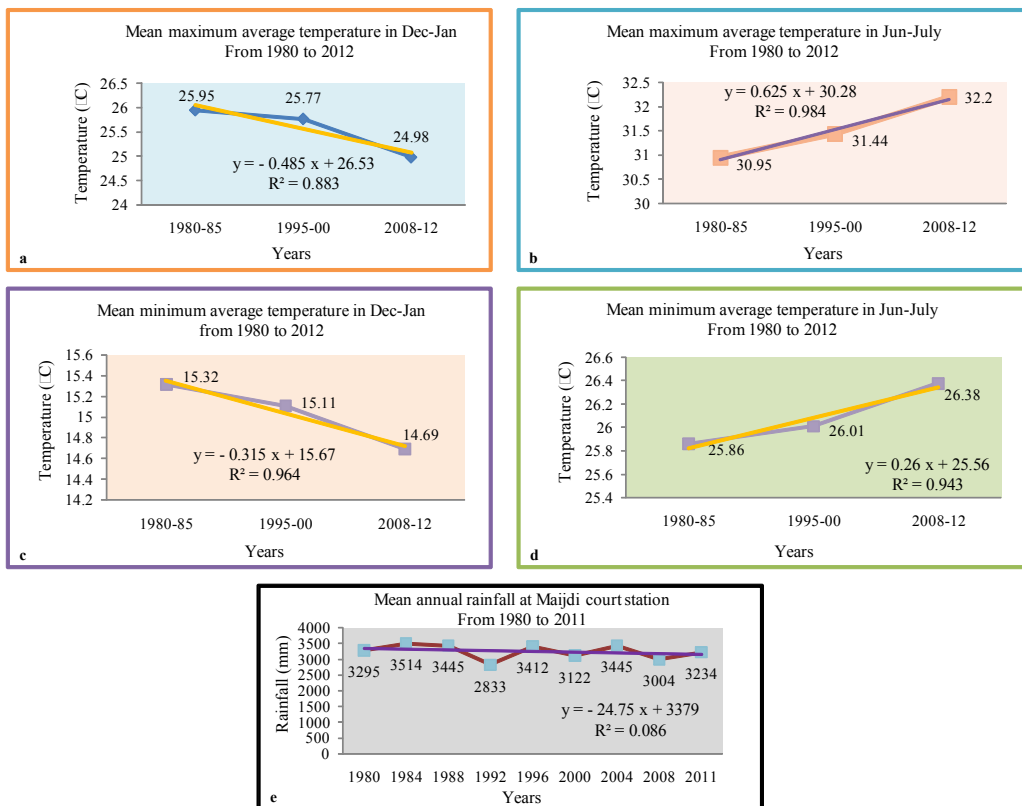 Mean maximum average temperature in Dec-Jan
From 1980 to 2012
Temperature (□C)
26.5
26
25.5
25
24.5
24
25.95
25.77
24.98
y = - 0.485 x + 26.53
R² = 0.883
1980-85 1995-00 2008-12
Years
a
Mean maximum average temperature in Jun-July
From 1980 to 2012
Temperature (□C)
32.5
32
31.5
31
30.5
30
y = 0.625 x + 30.28
R² = 0.984
32.2
31.44
30.95
1980-85 1995-00 2008-12
Years
b
Mean minimum average temperature in Dec-Jan
from 1980 to 2012
Temperature (□C)
15.6
15.4
15.2
15
14.8
14.6
14.4
14.2
15.32
15.11
14.69
y = - 0.315 x + 15.67
R² = 0.964
1980-85 1995-00 2008-12
Years
c
Mean minimum average temperature in Jun-July
From 1980 to 2012
Temperature (□C)
26.6
26.4
26.2
26
25.8
25.6
25.4
26.38
26.01
25.86
y = 0.26 x + 25.56
R² = 0.943
1980-85 1995-00 2008-12
Years
d
Mean annual rainfall at Maijdi court station
From 1980 to 2011
Rainfall (mm)
4000
3500
3000
2500
2000
1500
1000
500
0
3295 3514 3445 2833 3412 3122 3445 3004 3234
y = - 24.75 x + 3379
R² = 0.086
1980 1984 1988 1992 1996 2000 2004 2008 2011
Years
e